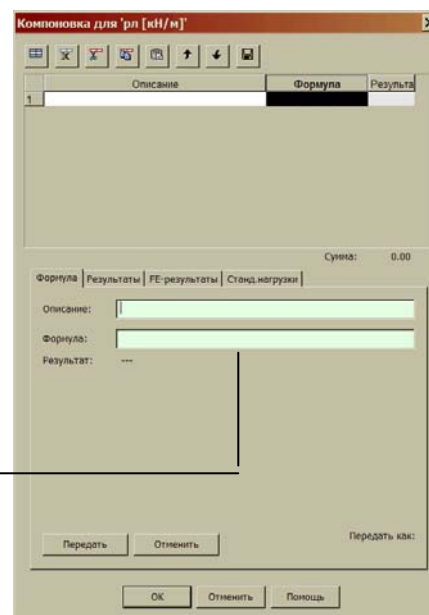 Компоновка для 'рл [кН/м]'
Описание Формула Результа
1
Сумма: 0.00
Формула Результаты FE-результаты Станд.нагрузки
Описание:
Формула:
Результат: ---
Передать Отменить Передать как:
OK Отменить Помощь